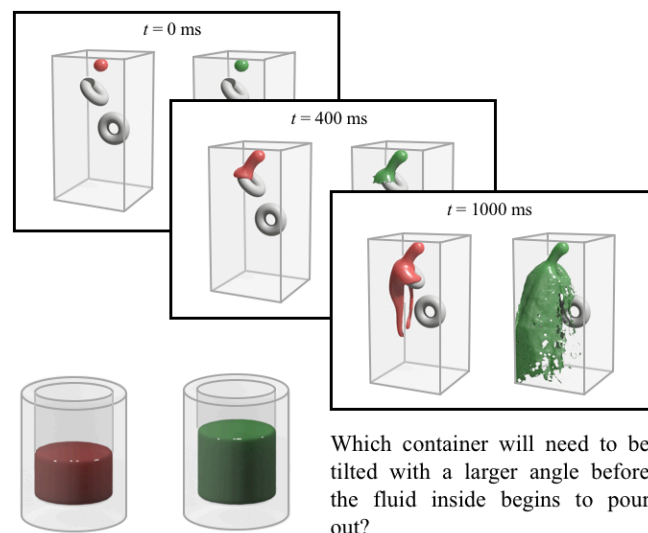 t = 0 ms
t = 400 ms
t = 1000 ms
Which container will need to be
tilted with a larger angle before
the fluid inside begins to pour
out?